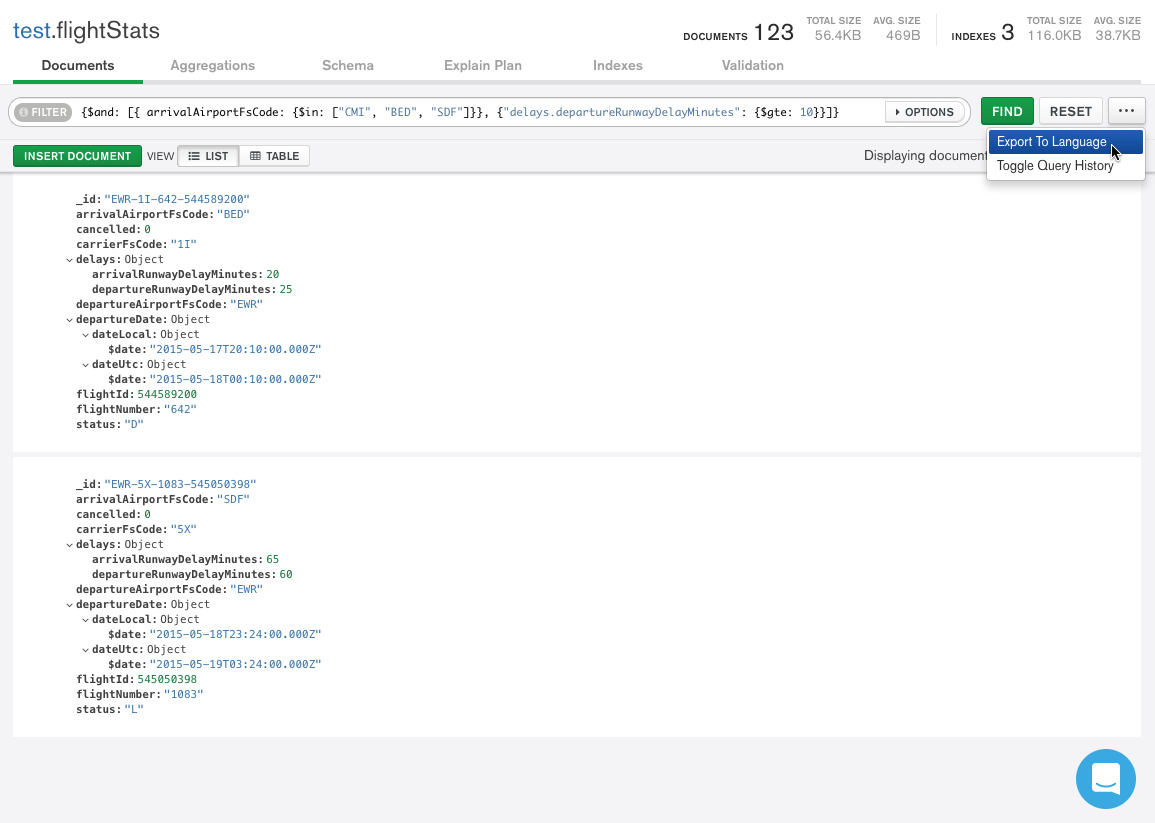 test.flightStats
DOCUMENTS 123 TOTAL SIZE 56.4KB AVG. SIZE 469B INDEXES 3 TOTAL SIZE 116.0KB AVG. SIZE 38.7KB
Documents Aggregations Schema Explain Plan Indexes Validation
FILTER {$and: [{ arrivalAirportFsCode: {$in: ["CMI", "BED", "SDF"]}}, {"delays.departureRunwayDelayMinutes": {$gte: 10}}]} OPTIONS FIND RESET ...
Export To Language
Toggle Query History
INSERT DOCUMENT VIEW LIST TABLE Displaying document
_id:"EWR-1I-642-544589200"
arrivalAirportFsCode:"BED"
cancelled:0
carrierFsCode:"1I"
delays:Object
arrivalRunwayDelayMinutes:20
departureRunwayDelayMinutes:25
departureAirportFsCode:"EWR"
departureDate:Object
dateLocal:Object
$date:"2015-05-17T20:10:00.000Z"
dateUtc:Object
$date:"2015-05-18T00:10:00.000Z"
flightId:544589200
flightNumber:"642"
status:"D"
_id:"EWR-5X-1083-545050398"
arrivalAirportFsCode:"SDF"
cancelled:0
carrierFsCode:"5X"
delays:Object
arrivalRunwayDelayMinutes:65
departureRunwayDelayMinutes:60
departureAirportFsCode:"EWR"
departureDate:Object
dateLocal:Object
$date:"2015-05-18T23:24:00.000Z"
dateUtc:Object
$date:"2015-05-19T03:24:00.000Z"
flightId:545050398
flightNumber:"1083"
status:"L"